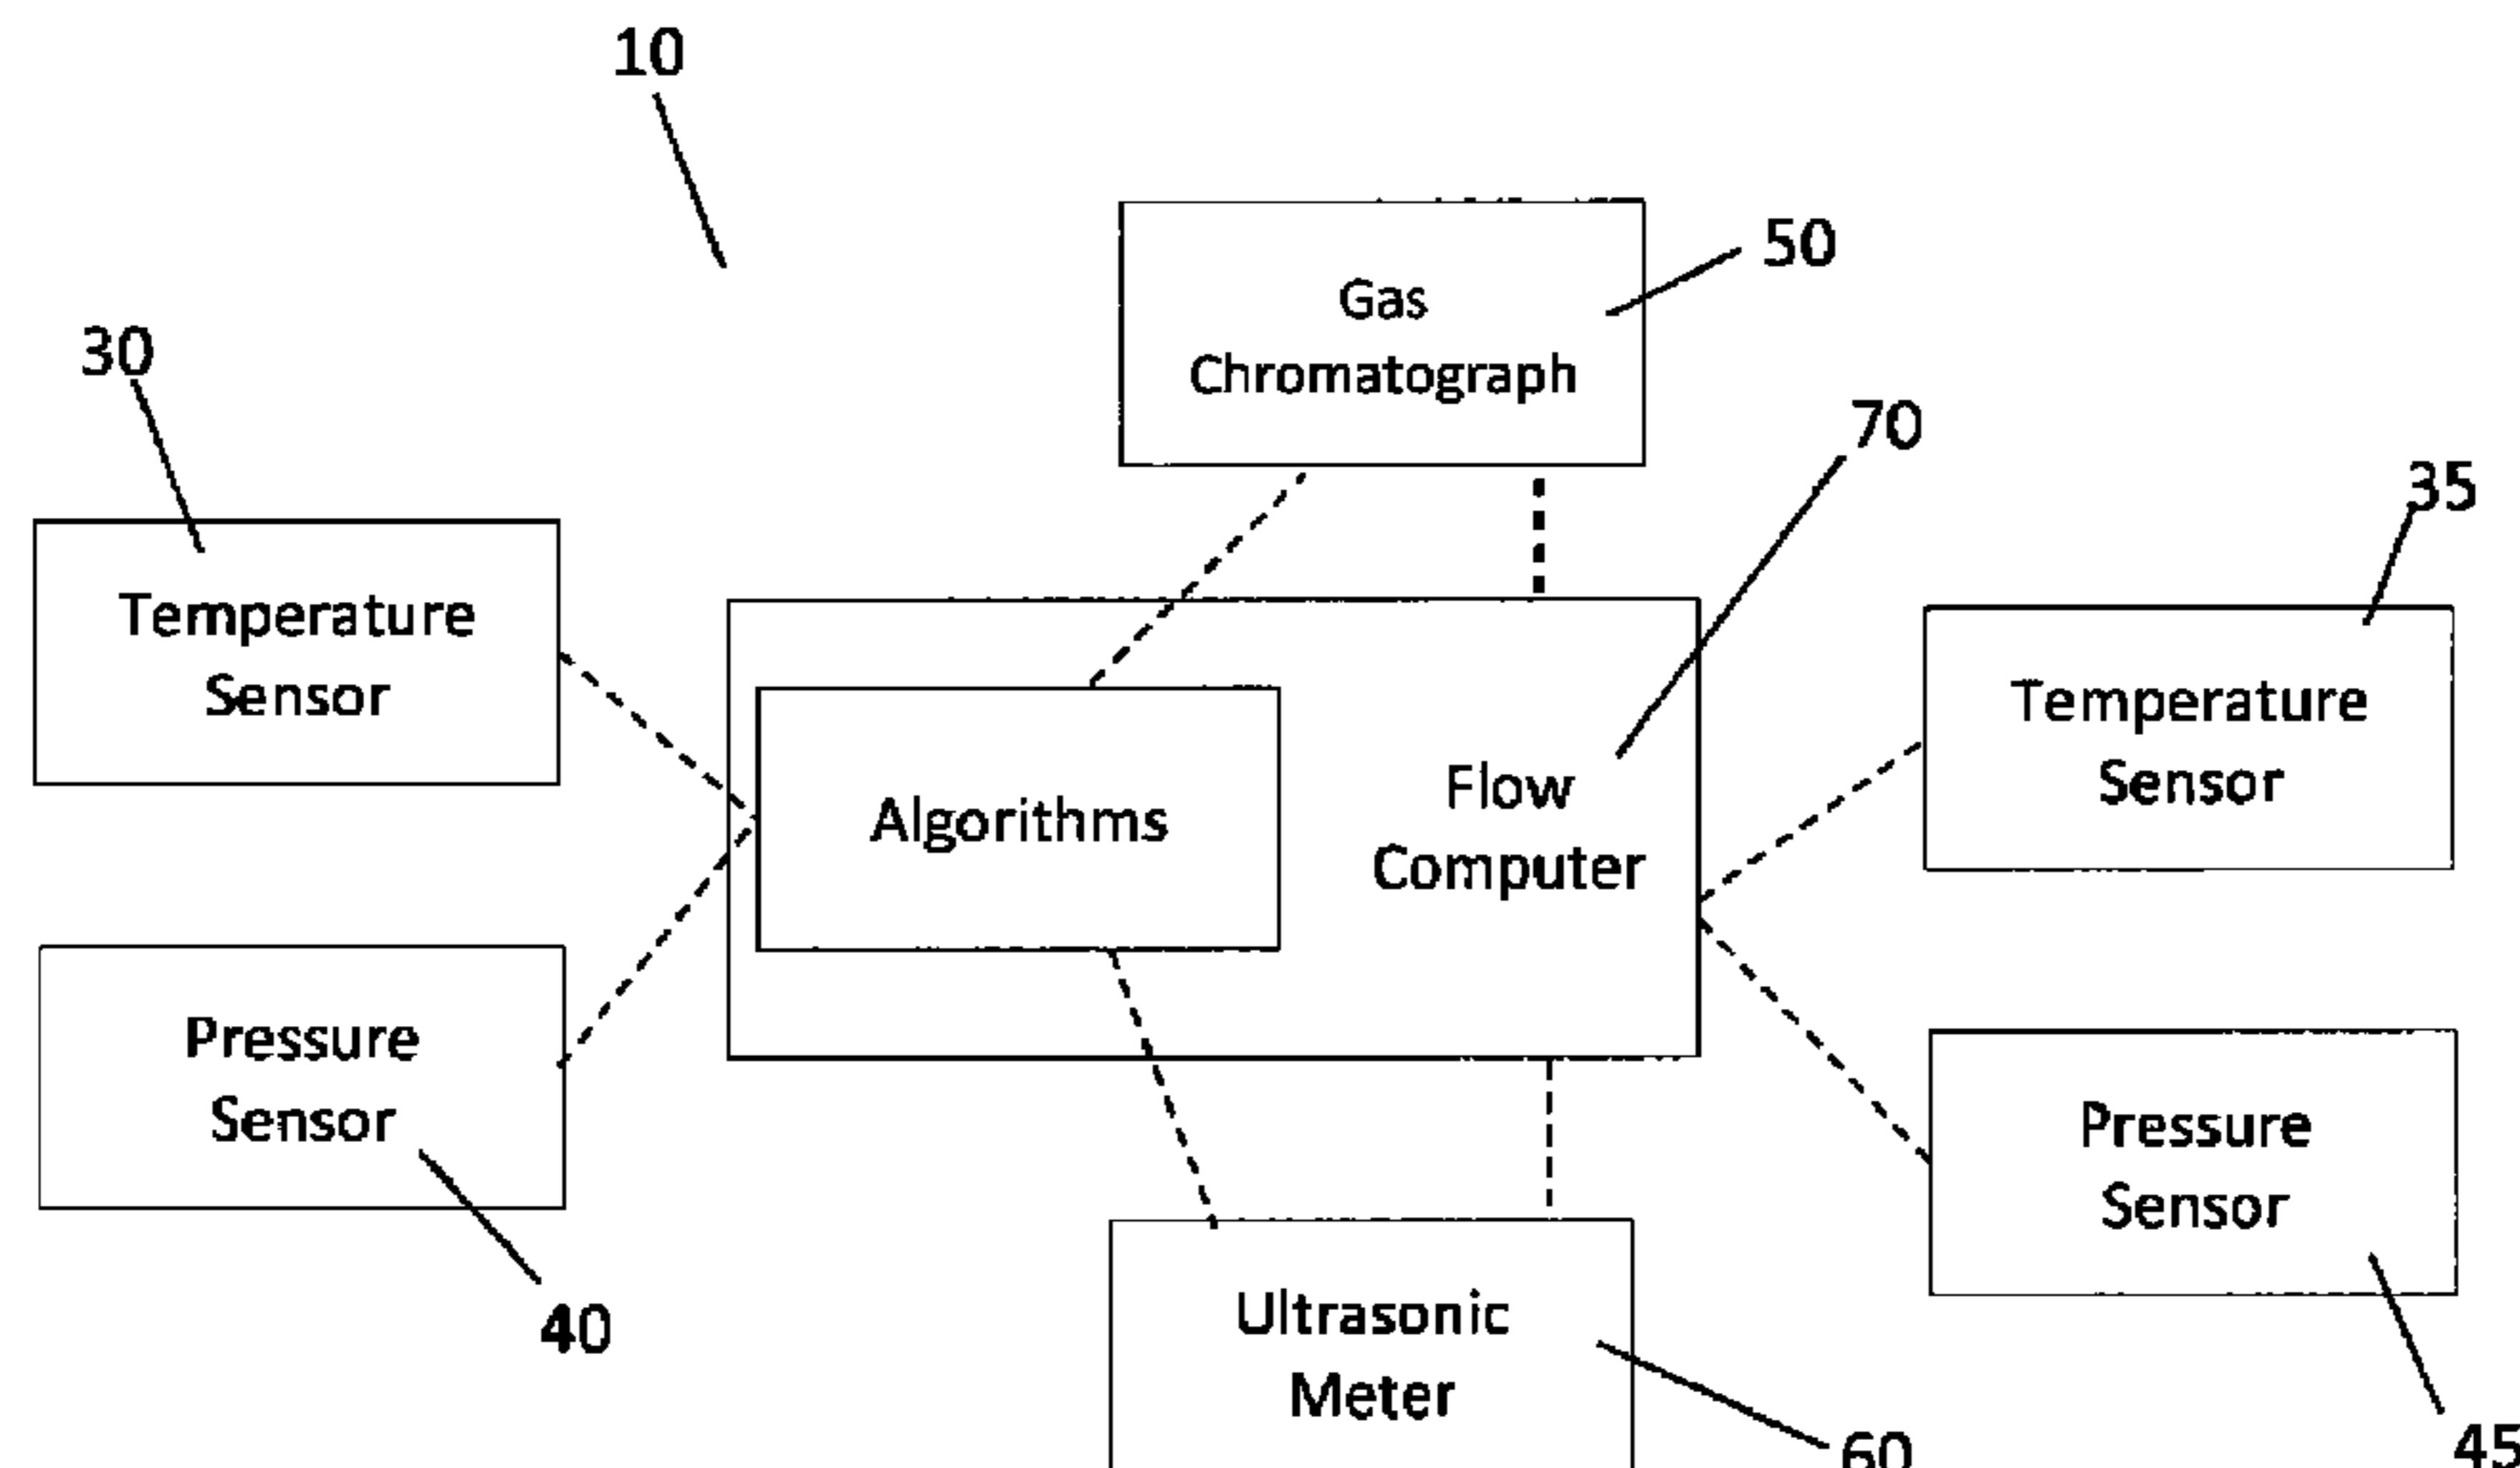 10
50
Gas
Chromatograph
30
70
35
Temperature
Sensor
Temperature
Sensor
Algorithms
Flow
Computer
Pressure
Sensor
Pressure
Sensor
40
Ultrasonic
Meter
60
45